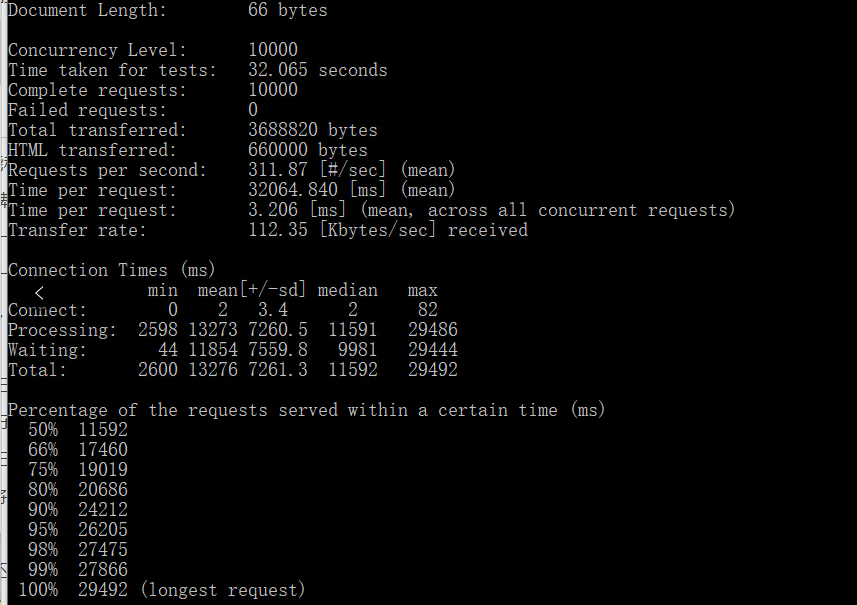 Document Length: 66 bytes
Concurrency Level: 10000
Time taken for tests: 32.065 seconds
Complete requests: 10000
Failed requests: 0
Total transferred: 3688820 bytes
HTML transferred: 660000 bytes
Requests per second: 311.87 [#/sec] (mean)
Time per request: 32064.840 [ms] (mean)
Time per request: 3.206 [ms] (mean, across all concurrent requests)
Transfer rate: 112.35 [Kbytes/sec] received
Connection Times (ms)
< min mean[+/-sd] median max
Connect: 0 2 3.4 2 82
Processing: 2598 13273 7260.5 11591 29486
Waiting: 44 11854 7559.8 9981 29444
Total: 2600 13276 7261.3 11592 29492
Percentage of the requests served within a certain time (ms)
50% 11592
66% 17460
75% 19019
80% 20686
90% 24212
95% 26205
98% 27475
99% 27866
100% 29492 (longest request)